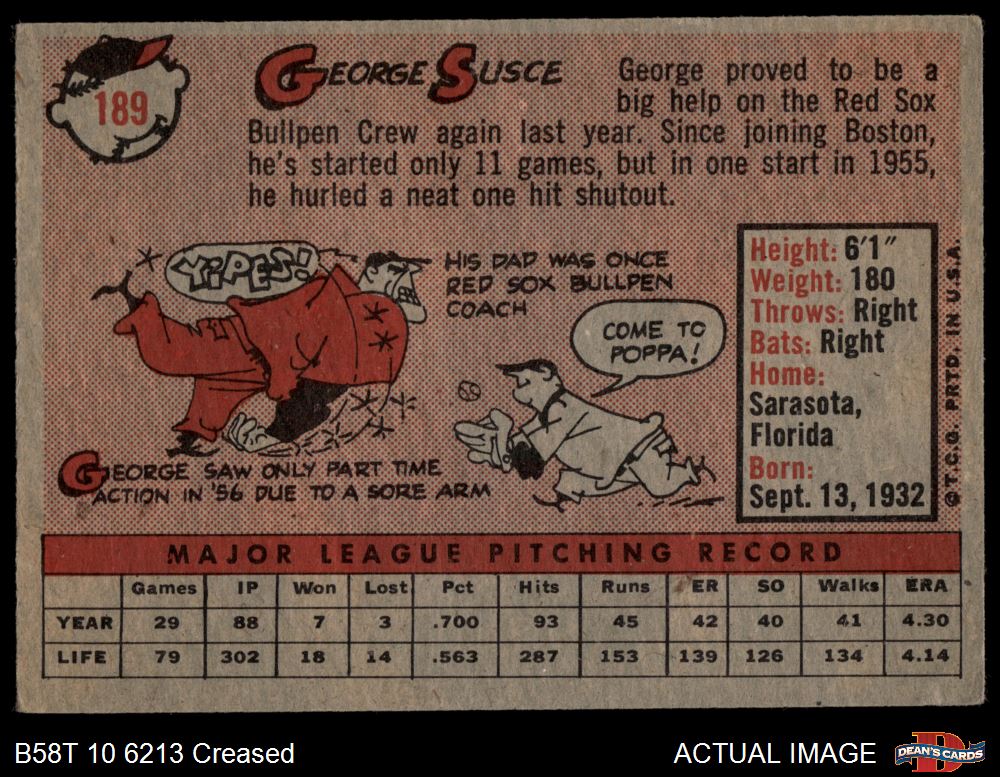 189
GEORGE SUSCE
George proved to be a
big help on the Red Sox
Bullpen Crew again last year. Since joining Boston,
he's started only 11 games, but in one start in 1955,
he hurled a neat one hit shutout.
YIPES!
HIS DAD WAS ONCE
RED SOX BULLPEN
COACH
COME TO
POPPA!
GEORGE SAW ONLY PART TIME
ACTION IN '56 DUE TO A SORE ARM
Height: 6'1"
Weight: 180
Throws: Right
Bats: Right
Home:
Sarasota,
Florida
Born:
Sept. 13, 1932
© T.C.G. PRTD. IN U.S.A.
MAJOR LEAGUE PITCHING RECORD
Games IP Won Lost Pct Hits Runs ER SO Walks ERA
YEAR 29 88 7 3 .700 93 45 42 40 41 4.30
LIFE 79 302 18 14 .563 287 153 139 126 134 4.14
B58T 10 6213 Creased
ACTUAL IMAGE
DEAN'S CARDS